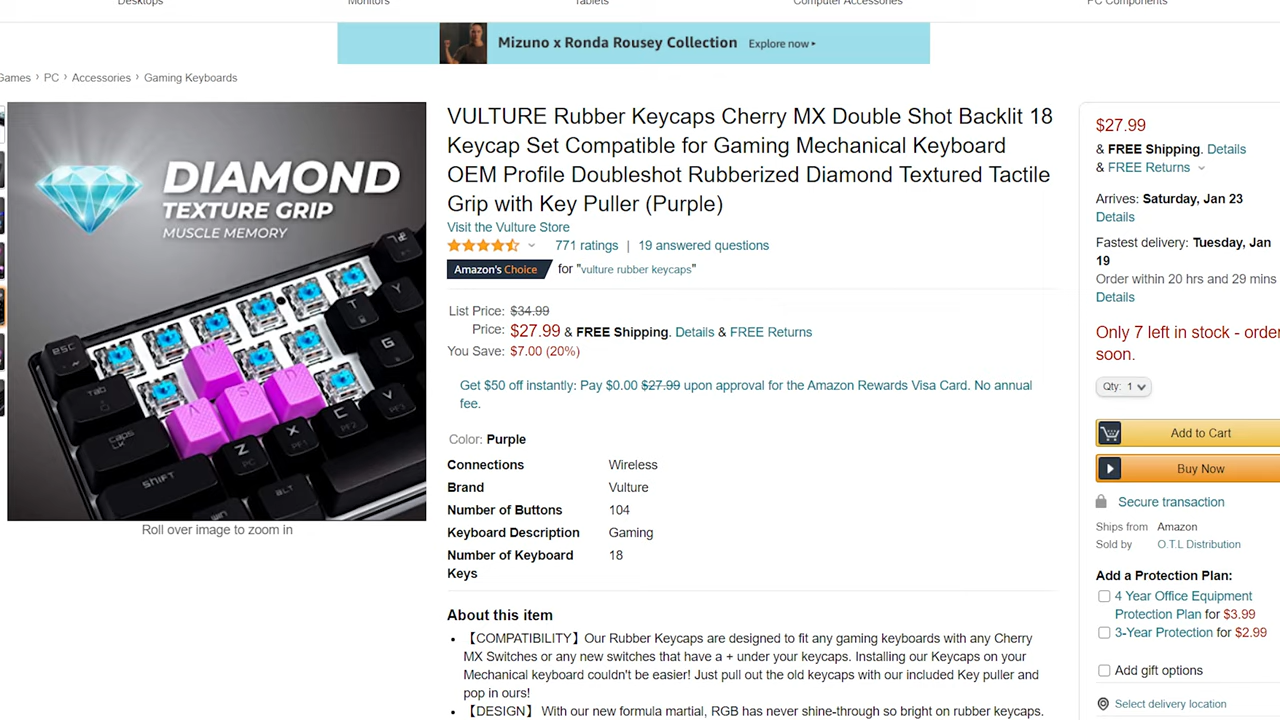 Desktops Monitors Tablets Computer Accessories PC Components
Mizuno x Ronda Rousey Collection Explore now ▸
Games › PC › Accessories › Gaming Keyboards
DIAMOND
TEXTURE GRIP
MUSCLE MEMORY
esc
Tab
Caps
LK
SHIFT
W
A
S
D
Z
PC
X
PF1
C
PF2
V
PF3
T
Y
G
ALT
Roll over image to zoom in
VULTURE Rubber Keycaps Cherry MX Double Shot Backlit 18
Keycap Set Compatible for Gaming Mechanical Keyboard
OEM Profile Doubleshot Rubberized Diamond Textured Tactile
Grip with Key Puller (Purple)
Visit the Vulture Store
771 ratings | 19 answered questions
Amazon's Choice for "vulture rubber keycaps"
List Price: $34.99
Price: $27.99 & FREE Shipping. Details & FREE Returns
You Save: $7.00 (20%)
Get $50 off instantly: Pay $0.00 $27.99 upon approval for the Amazon Rewards Visa Card. No annual
fee.
Color: Purple
Connections Wireless
Brand Vulture
Number of Buttons 104
Keyboard Description Gaming
Number of Keyboard 18
Keys
About this item
• 【COMPATIBILITY】Our Rubber Keycaps are designed to fit any gaming keyboards with any Cherry
MX Switches or any new switches that have a + under your keycaps. Installing our Keycaps on your
Mechanical keyboard couldn't be easier! Just pull out the old keycaps with our included Key puller and
pop in ours!
• 【DESIGN】 With our new formula martial, RGB has never shine-through so bright on rubber keycaps.
$27.99
& FREE Shipping. Details
& FREE Returns
Arrives: Saturday, Jan 23
Details
Fastest delivery: Tuesday, Jan
19
Order within 20 hrs and 29 mins
Details
Only 7 left in stock - order
soon.
Qty: 1
Add to Cart
Buy Now
Secure transaction
Ships from Amazon
Sold by O.T.L Distribution
Add a Protection Plan:
4 Year Office Equipment
Protection Plan for $3.99
3-Year Protection for $2.99
Add gift options
Select delivery location